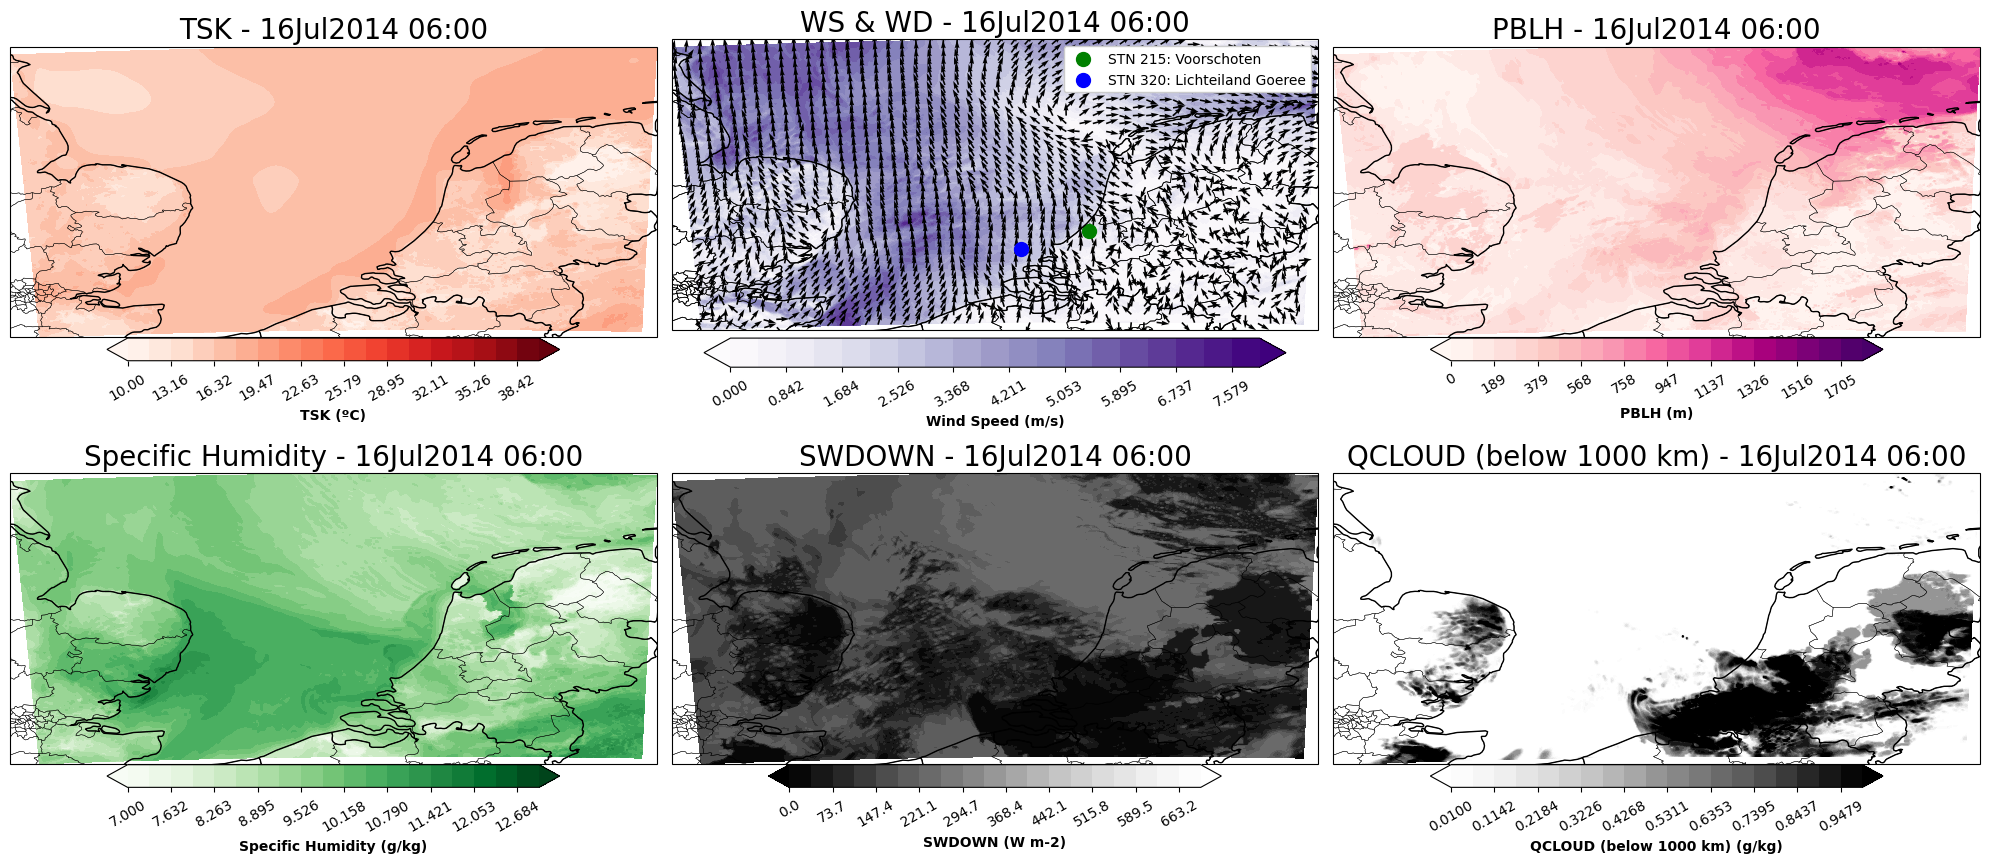 TSK - 16Jul2014 06:00
10.00 13.16 16.32 19.47 22.63 25.79 28.95 32.11 35.26 38.42
TSK (ºC)
WS & WD - 16Jul2014 06:00
STN 215: Voorschoten
STN 320: Lichteiland Goeree
0.000 0.842 1.684 2.526 3.368 4.211 5.053 5.895 6.737 7.579
Wind Speed (m/s)
PBLH - 16Jul2014 06:00
0 189 379 568 758 947 1137 1326 1516 1705
PBLH (m)
Specific Humidity - 16Jul2014 06:00
7.000 7.632 8.263 8.895 9.526 10.158 10.790 11.421 12.053 12.684
Specific Humidity (g/kg)
SWDOWN - 16Jul2014 06:00
0.0 73.7 147.4 221.1 294.7 368.4 442.1 515.8 589.5 663.2
SWDOWN (W m-2)
QCLOUD (below 1000 km) - 16Jul2014 06:00
0.0100 0.1142 0.2184 0.3226 0.4268 0.5311 0.6353 0.7395 0.8437 0.9479
QCLOUD (below 1000 km) (g/kg)